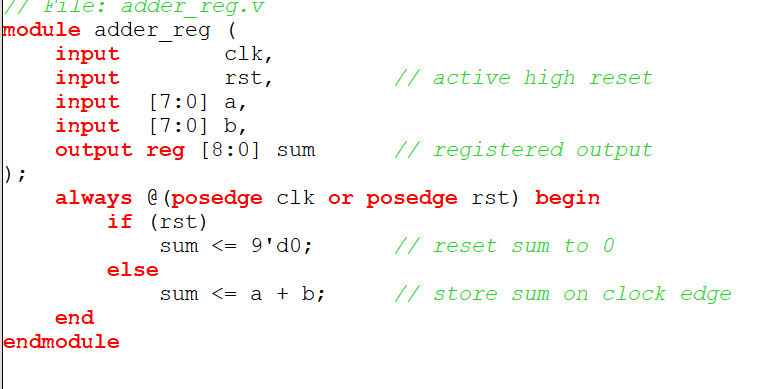 // File: adder_reg.v
module adder_reg (
    input        clk,
    input        rst,         // active high reset
    input  [7:0] a,
    input  [7:0] b,
    output reg [8:0] sum      // registered output
);
    always @(posedge clk or posedge rst) begin
        if (rst)
            sum <= 9'd0;      // reset sum to 0
        else
            sum <= a + b;     // store sum on clock edge
    end
endmodule